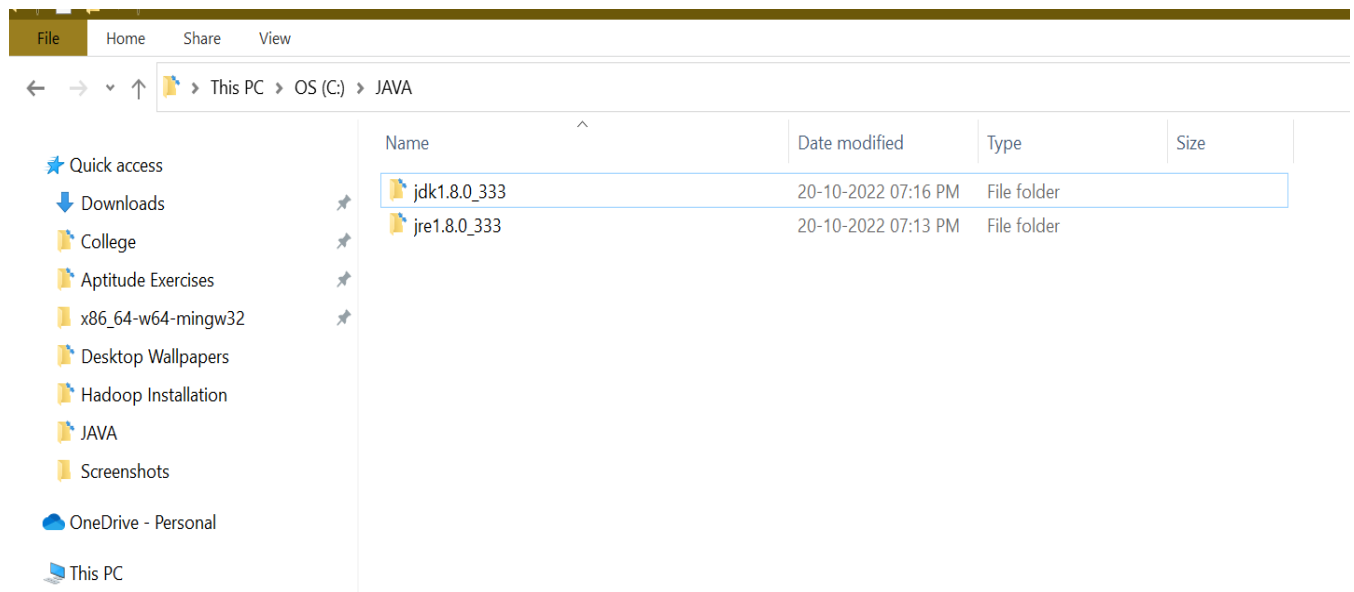 File Home Share View
This PC OS (C:) JAVA
Name Date modified Type Size
Quick access
Downloads
College
Aptitude Exercises
x86_64-w64-mingw32
Desktop Wallpapers
Hadoop Installation
JAVA
Screenshots
OneDrive - Personal
This PC
jdk1.8.0_333 20-10-2022 07:16 PM File folder
jre1.8.0_333 20-10-2022 07:13 PM File folder